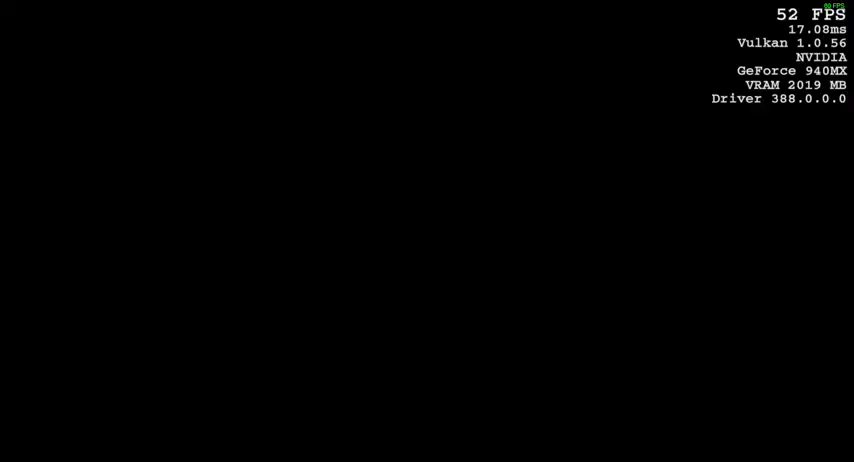 FPS
52 FPS
17.08ms
Vulkan 1.0.56
NVIDIA
GeForce 940MX
VRAM 2019 MB
Driver 388.0.0.0